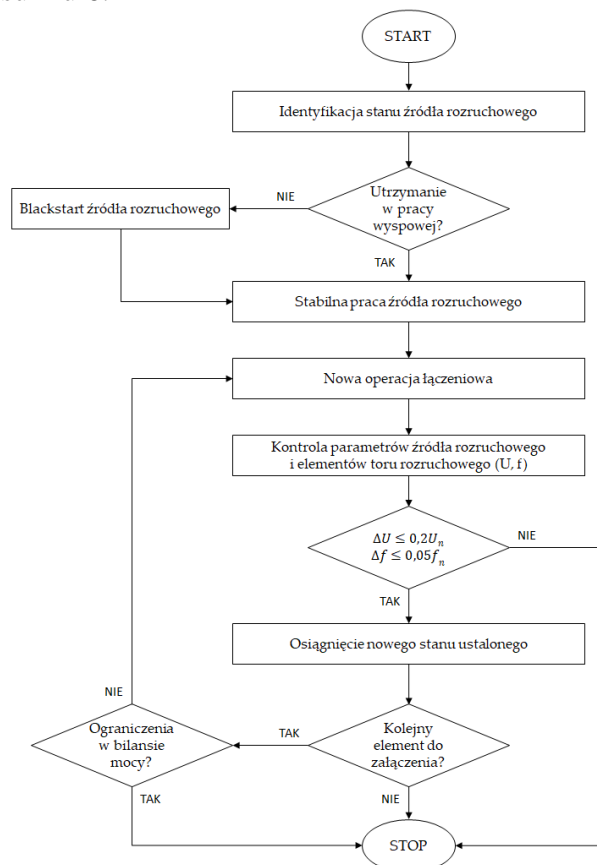 START
Identyfikacja stanu źródła rozruchowego
Utrzymanie
w pracy
wyspowej?
NIE
Blackstart źródła rozruchowego
TAK
Stabilna praca źródła rozruchowego
Nowa operacja łączeniowa
Kontrola parametrów źródła rozruchowego
i elementów toru rozruchowego (U, f)
ΔU ≤ 0,2Uₙ
Δf ≤ 0,05fₙ
NIE
TAK
Osiągnięcie nowego stanu ustalonego
Kolejny
element do
załączenia?
TAK
Ograniczenia
w bilansie
mocy?
NIE
TAK
NIE
STOP